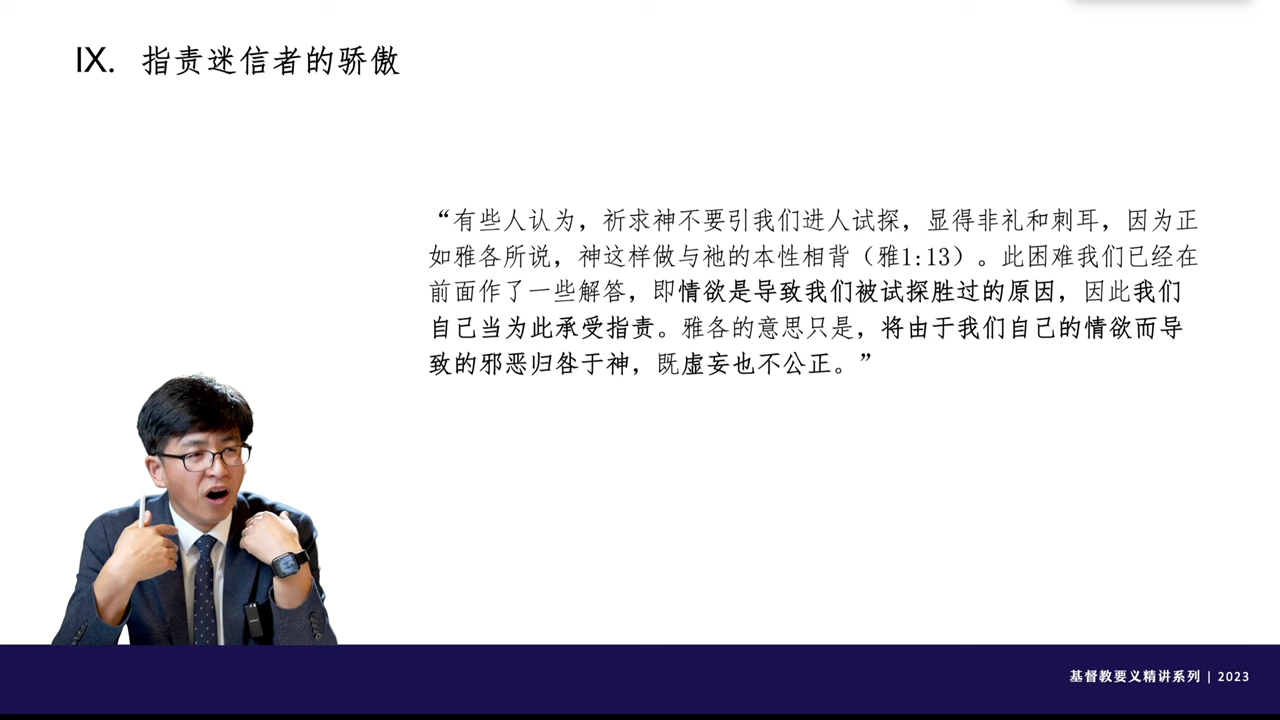 IX. 指责迷信者的骄傲
“有些人认为，祈求神不要引我们进人试探，显得非礼和刺耳，因为正
如雅各所说，神这样做与祂的本性相背（雅1:13）。此困难我们已经在
前面作了一些解答，即情欲是导致我们被试探胜过的原因，因此我们
自己当为此承受指责。雅各的意思只是，将由于我们自己的情欲而导
致的邪恶归咎于神，既虚妄也不公正。”
基督教要义精讲系列 | 2023